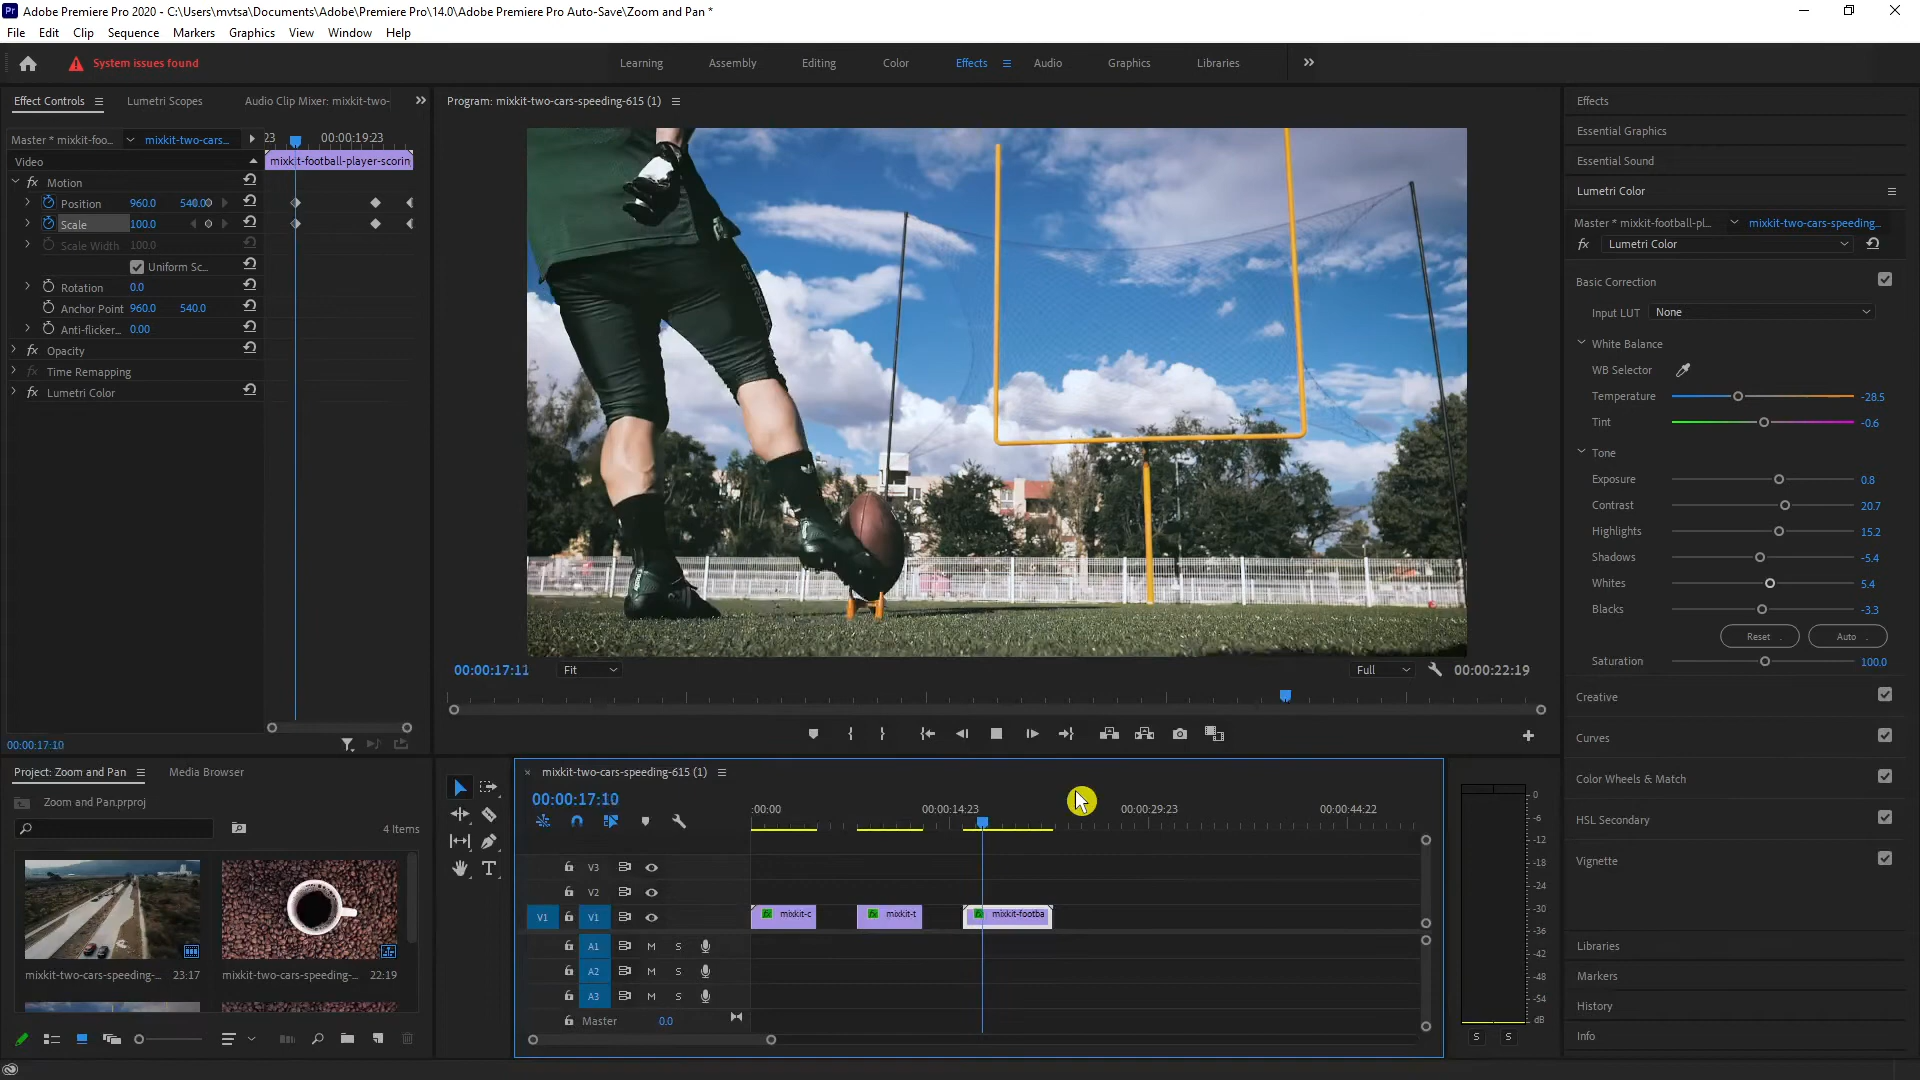 Adobe Premiere Pro 2020 - C:\Users\mvtsa\Documents\Adobe\Premiere Pro\14.0\Adobe Premiere Pro Auto-Save\Zoom and Pan *
File Edit Clip Sequence Markers Graphics View Window Help
System issues found
Learning Assembly Editing Color Effects Audio Graphics Libraries
Effect Controls Lumetri Scopes Audio Clip Mixer: mixkit-two-
Master * mixkit-foo... mixkit-two-cars... 23 00:00:19:23
Video
mixkit-football-player-scorin
fx Motion
Position 960.0 540.0
Scale 100.0
Scale Width 100.0
Uniform Sc...
Rotation 0.0
Anchor Point 960.0 540.0
Anti-flicker... 0.00
fx Opacity
fx Time Remapping
fx Lumetri Color
00:00:17:10
Program: mixkit-two-cars-speeding-615 (1)
ESTRELLA
00:00:17:11 Fit Full 00:00:22:19
Effects
Essential Graphics
Essential Sound
Lumetri Color
Master * mixkit-football-pl... mixkit-two-cars-speeding...
fx Lumetri Color
Basic Correction
Input LUT None
White Balance
WB Selector
Temperature -28.5
Tint -0.6
Tone
Exposure 0.8
Contrast 20.7
Highlights 15.2
Shadows -5.4
Whites 5.4
Blacks -3.3
Reset Auto
Saturation 100.0
Creative
Curves
Color Wheels & Match
HSL Secondary
Vignette
Libraries
Markers
History
Info
Project: Zoom and Pan Media Browser
Zoom and Pan.prproj
4 Items
mixkit-two-cars-speeding-... 23:17 mixkit-two-cars-speeding-... 22:19
mixkit-two-cars-speeding-615 (1)
00:00:17:10
:00:00 00:00:14:23 00:00:29:23 00:00:44:22
V3
V2
V1 V1
fx mixkit-c fx mixkit-t fx mixkit-footba
A1 M S
A2 M S
A3 M S
Master 0.0
0
-6
-12
-18
-24
-30
-36
-42
-48
-54
dB
S S